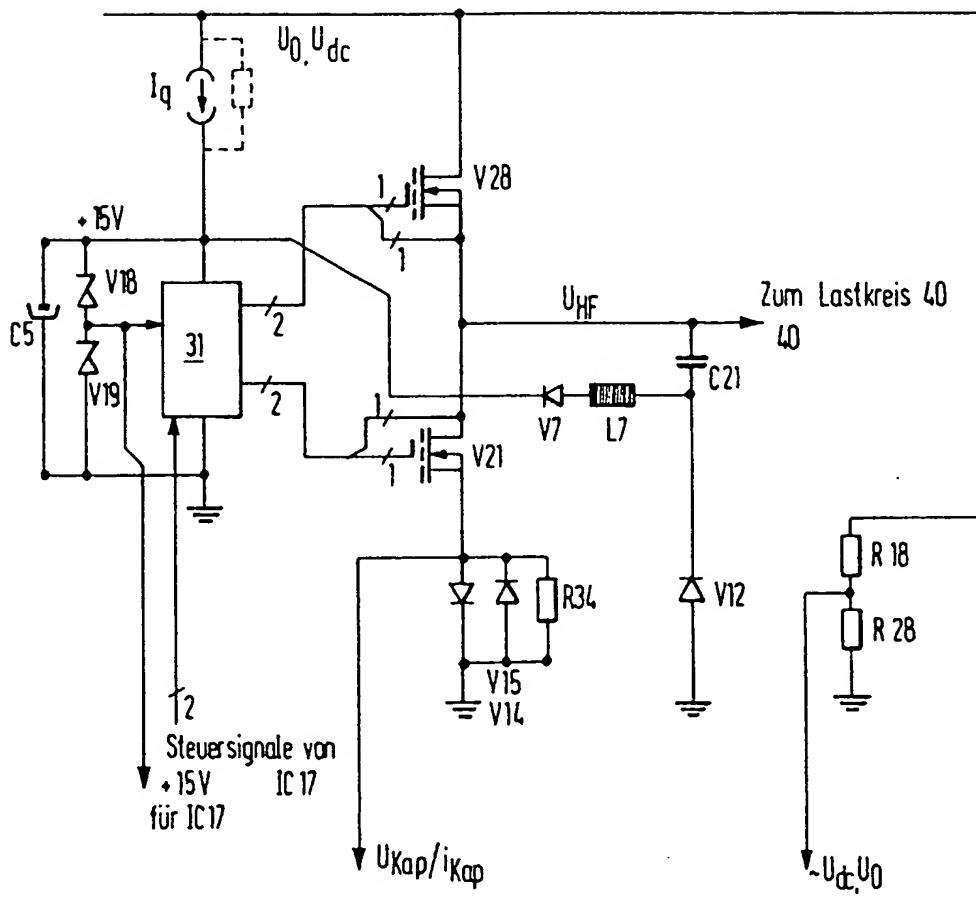 U0, Udc
Iq
V28
1
+15V
1
V18
2
UHF
Zum Lastkreis 40
40
C5
31
C21
V19
2
1
V7
L7
V21
1
R18
R34
V12
R28
V15
V14
2
Steuersignale von
IC17
+15V
für IC17
UKap/iKap
~Udc,U0